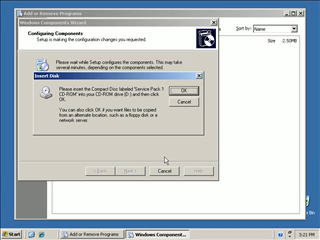 Add or Remove Programs
Windows Components Wizard
Configuring Components
Setup is making the configuration changes you requested.
Sort by: Name
Size 2.50MB
Please wait while Setup configures the components. This may take
several minutes, depending on the components selected.
Insert Disk
Please insert the Compact Disc labeled 'Service Pack 1
CD-ROM' into your CD-ROM drive (D:) and then click
OK.
You can also click OK if you want files to be copied
from an alternate location, such as a floppy disk or a
network server.
OK
Cancel
< Back
Next >
Cancel
Help
Start
Add or Remove Programs
Windows Component...
3:21 PM